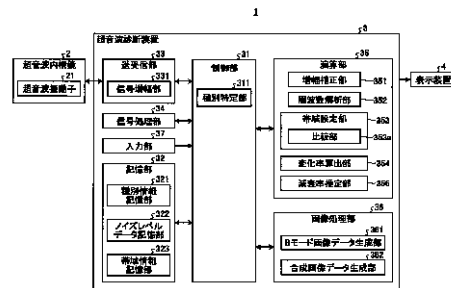 1
3
超音波診断装置
2
超音波内視鏡
21
超音波振動子
33
送受信部
331
信号増幅部
34
信号処理部
37
入力部
32
記憶部
321
種別情報
記憶部
322
ノイズレベル
データ記憶部
323
帯域情報
記憶部
31
制御部
311
種別特定部
35
演算部
増幅補正部
351
周波数解析部
352
帯域設定部
353
比較部
353a
変化率算出部
354
減衰率推定部
355
36
画像処理部
361
Bモード画像データ生成部
362
合成画像データ生成部
4
表示装置